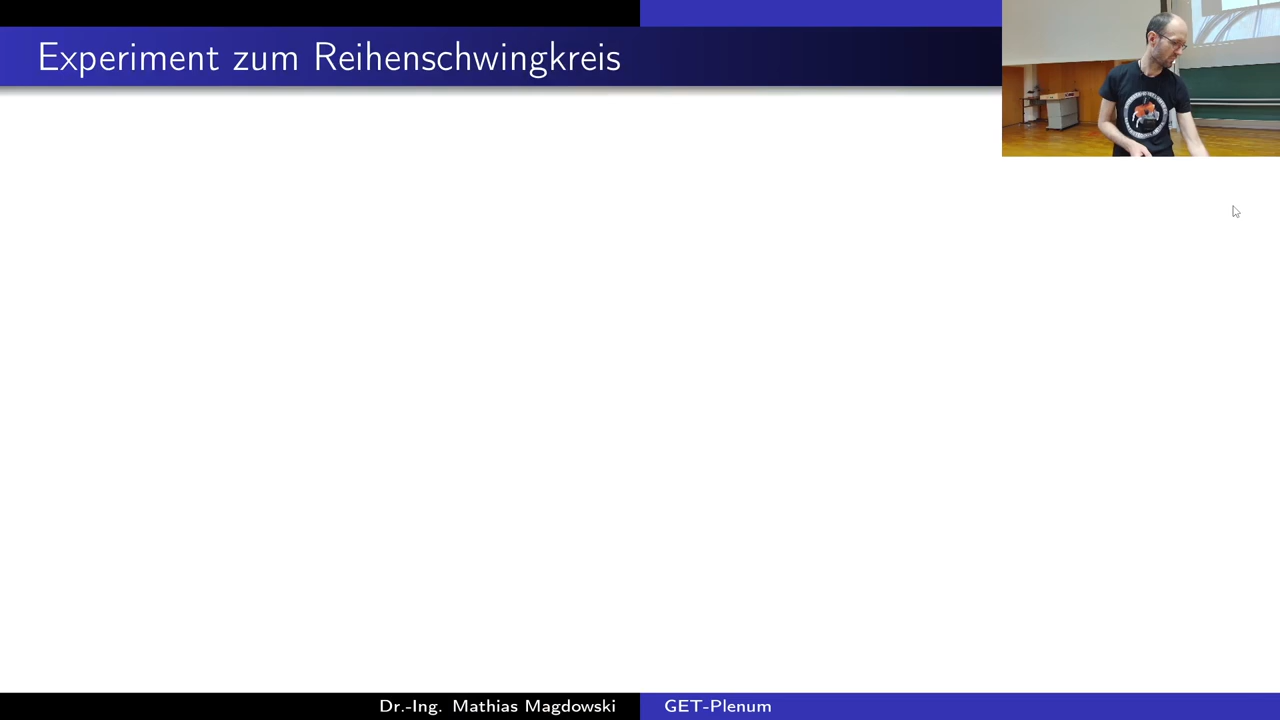 Experiment zum Reihenschwingkreis
Dr.-Ing. Mathias Magdowski
GET-Plenum